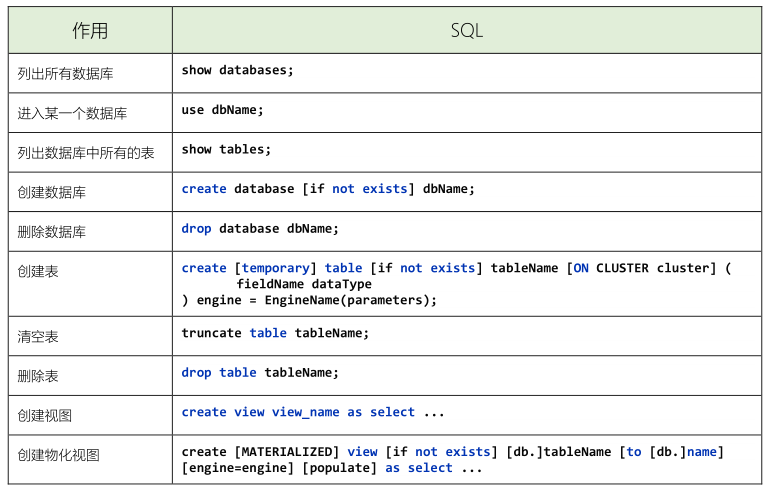 作用 SQL
列出所有数据库 show databases;
进入某一个数据库 use dbName;
列出数据库中所有的表 show tables;
创建数据库 create database [if not exists] dbName;
删除数据库 drop database dbName;
创建表 create [temporary] table [if not exists] tableName [ON CLUSTER cluster] (
fieldName dataType
) engine = EngineName(parameters);
清空表 truncate table tableName;
删除表 drop table tableName;
创建视图 create view view_name as select ...
创建物化视图 create [MATERIALIZED] view [if not exists] [db.]tableName [to [db.]name]
[engine=engine] [populate] as select ...